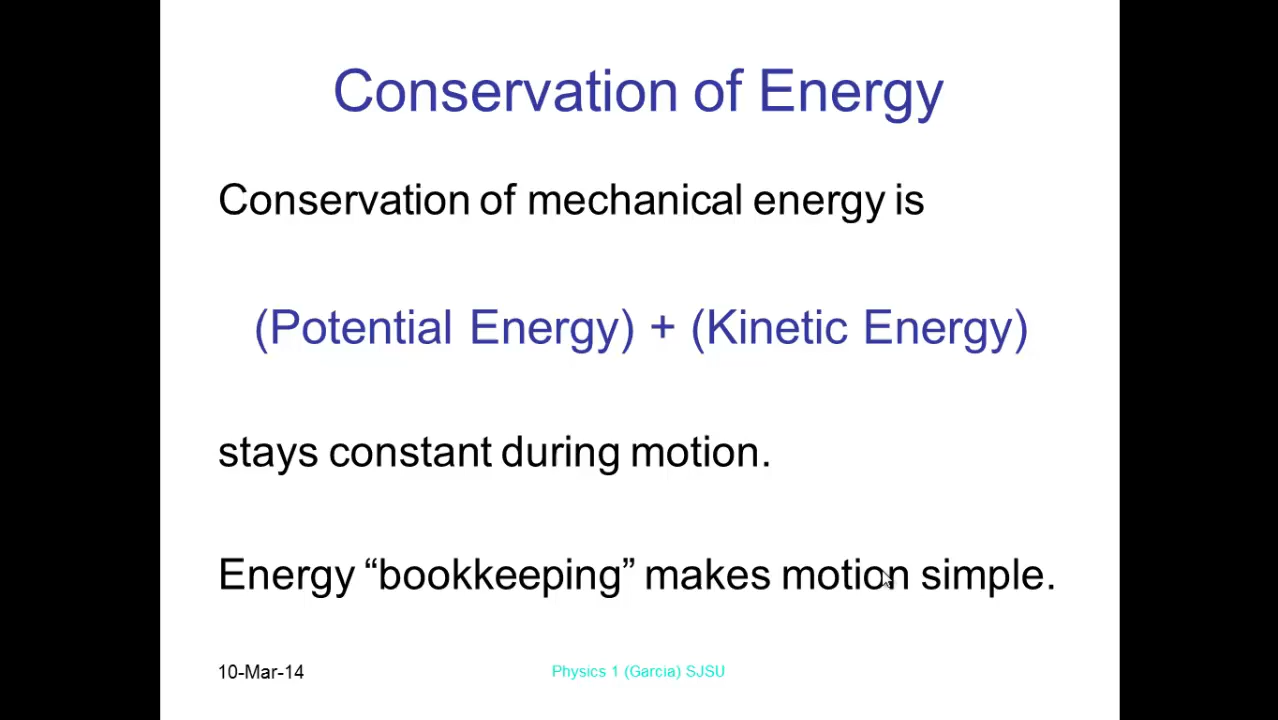 Conservation of Energy
Conservation of mechanical energy is
(Potential Energy) + (Kinetic Energy)
stays constant during motion.
Energy “bookkeeping” makes motion simple.
10-Mar-14
Physics 1 (Garcia) SJSU